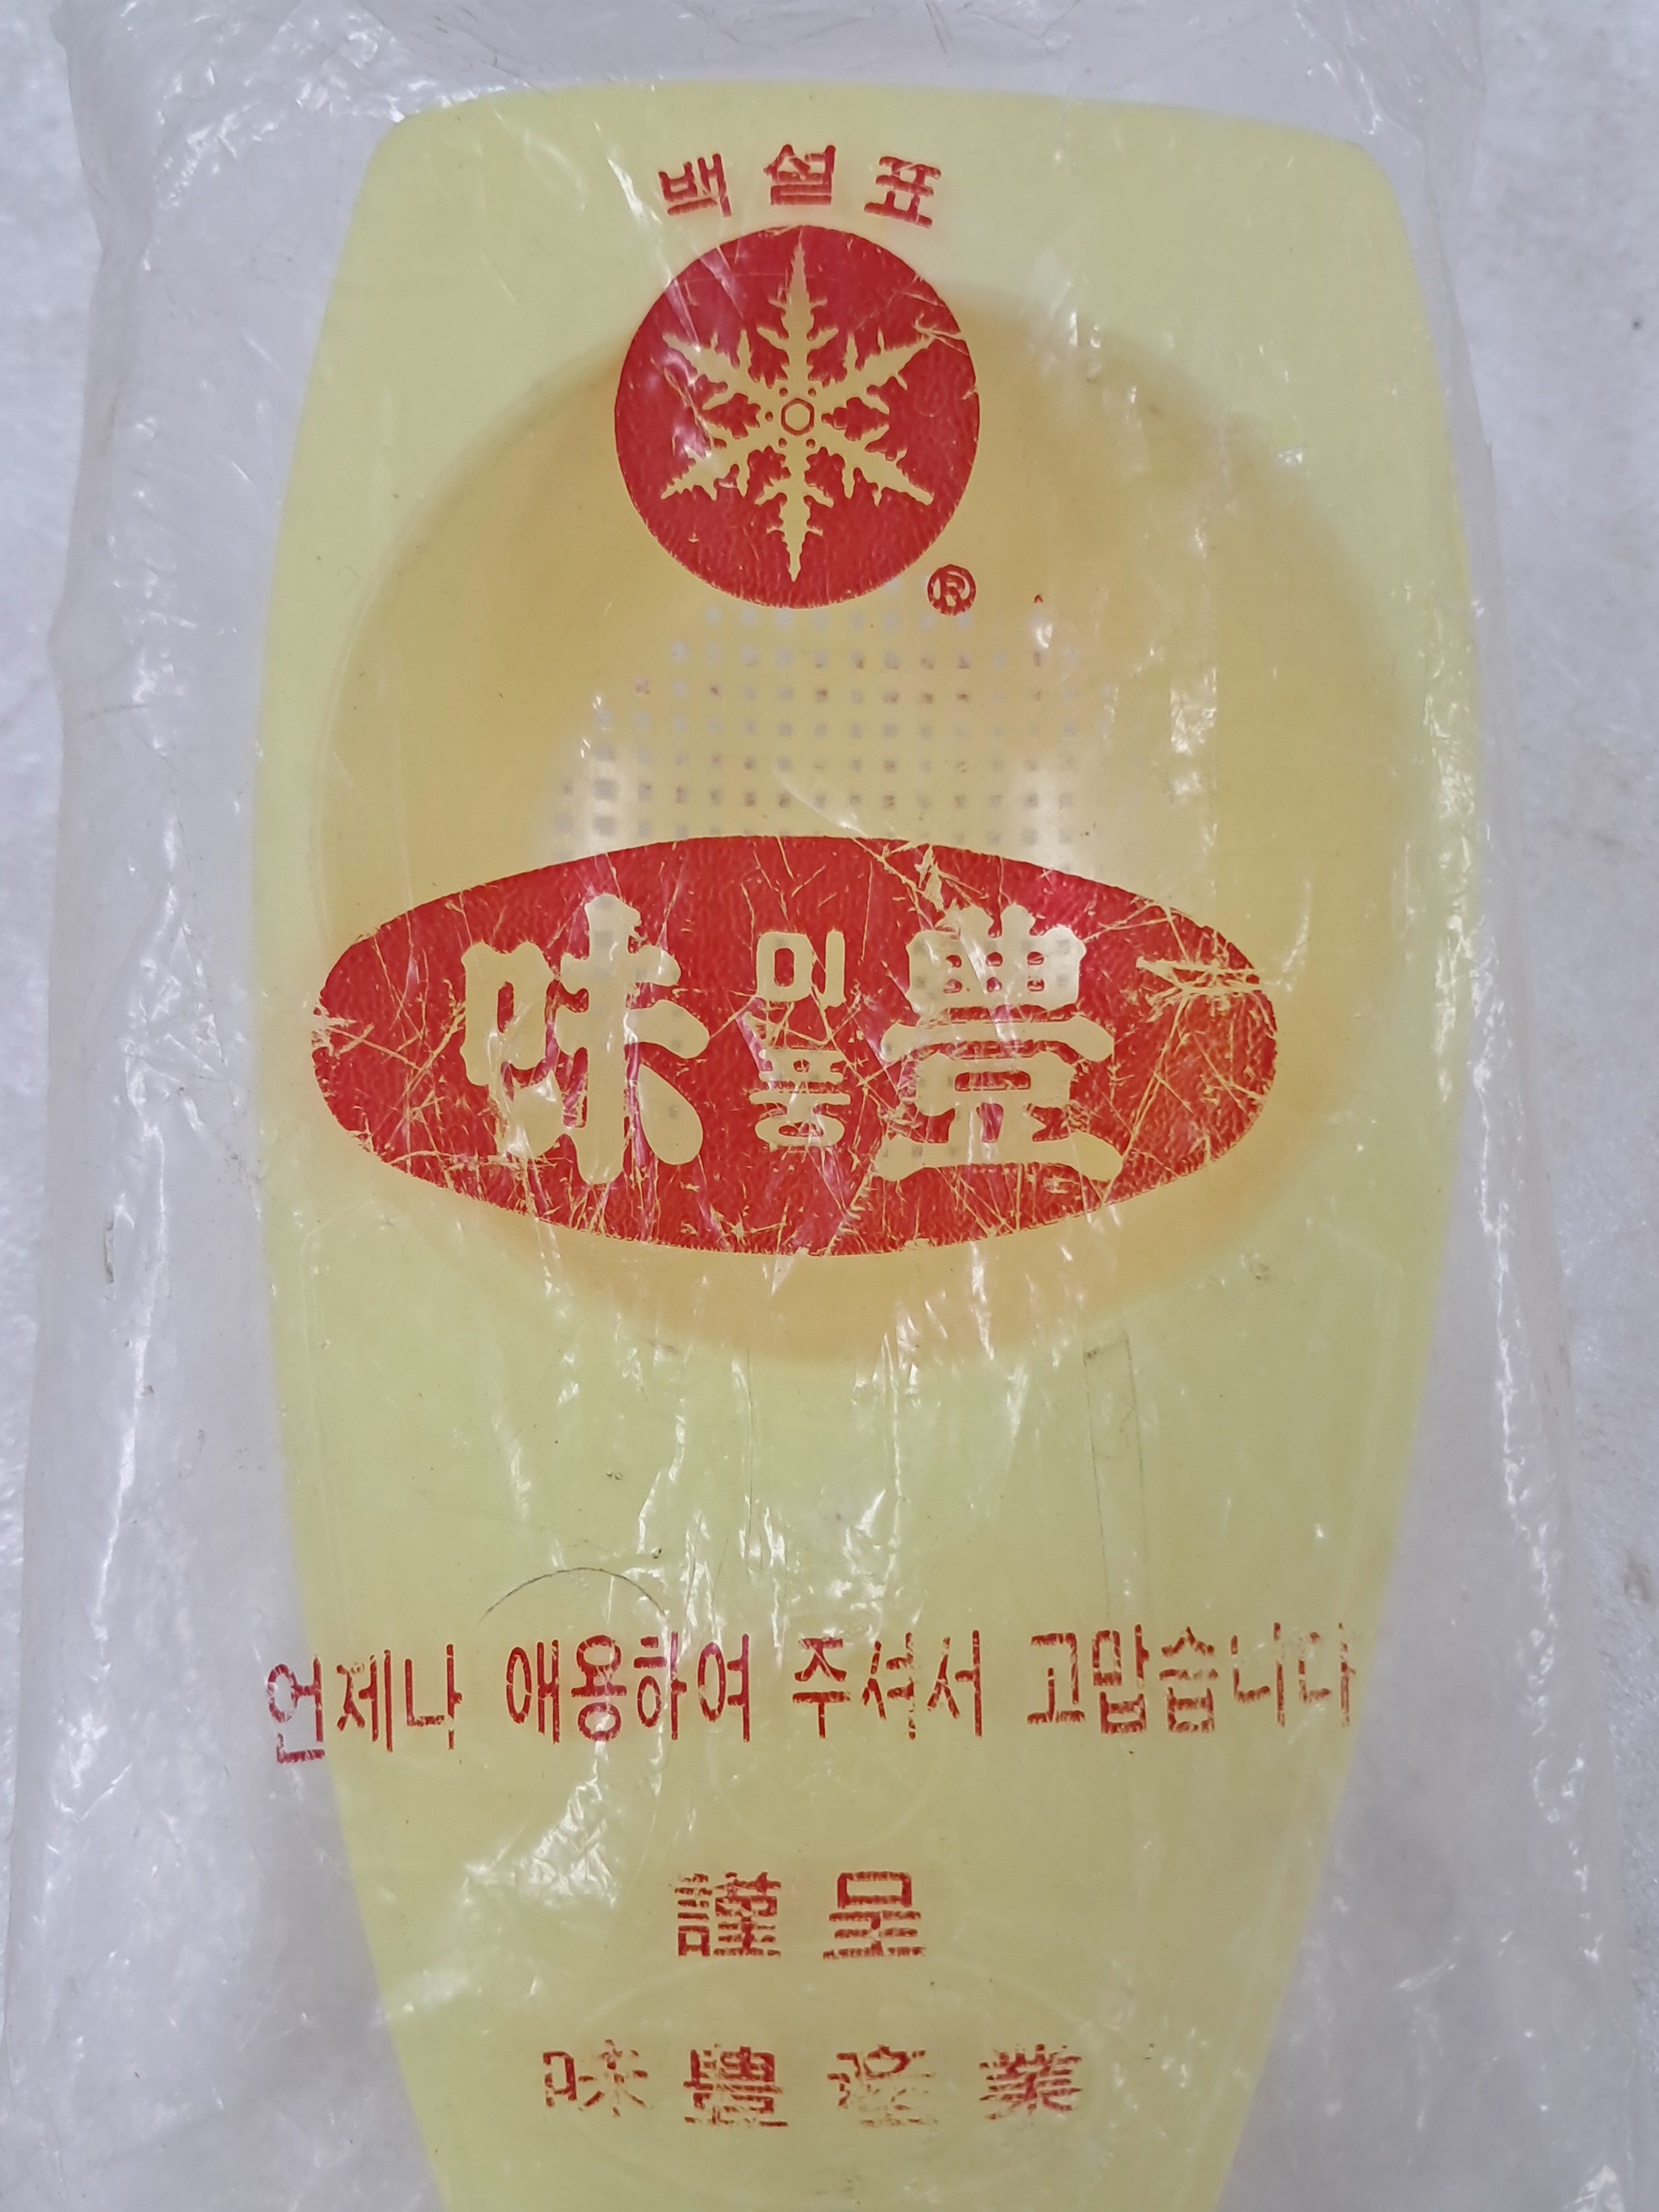 백설표
®
味 미풍 豊
언제나 애용하여 주셔서 고맙습니다
謹呈
味豊産業